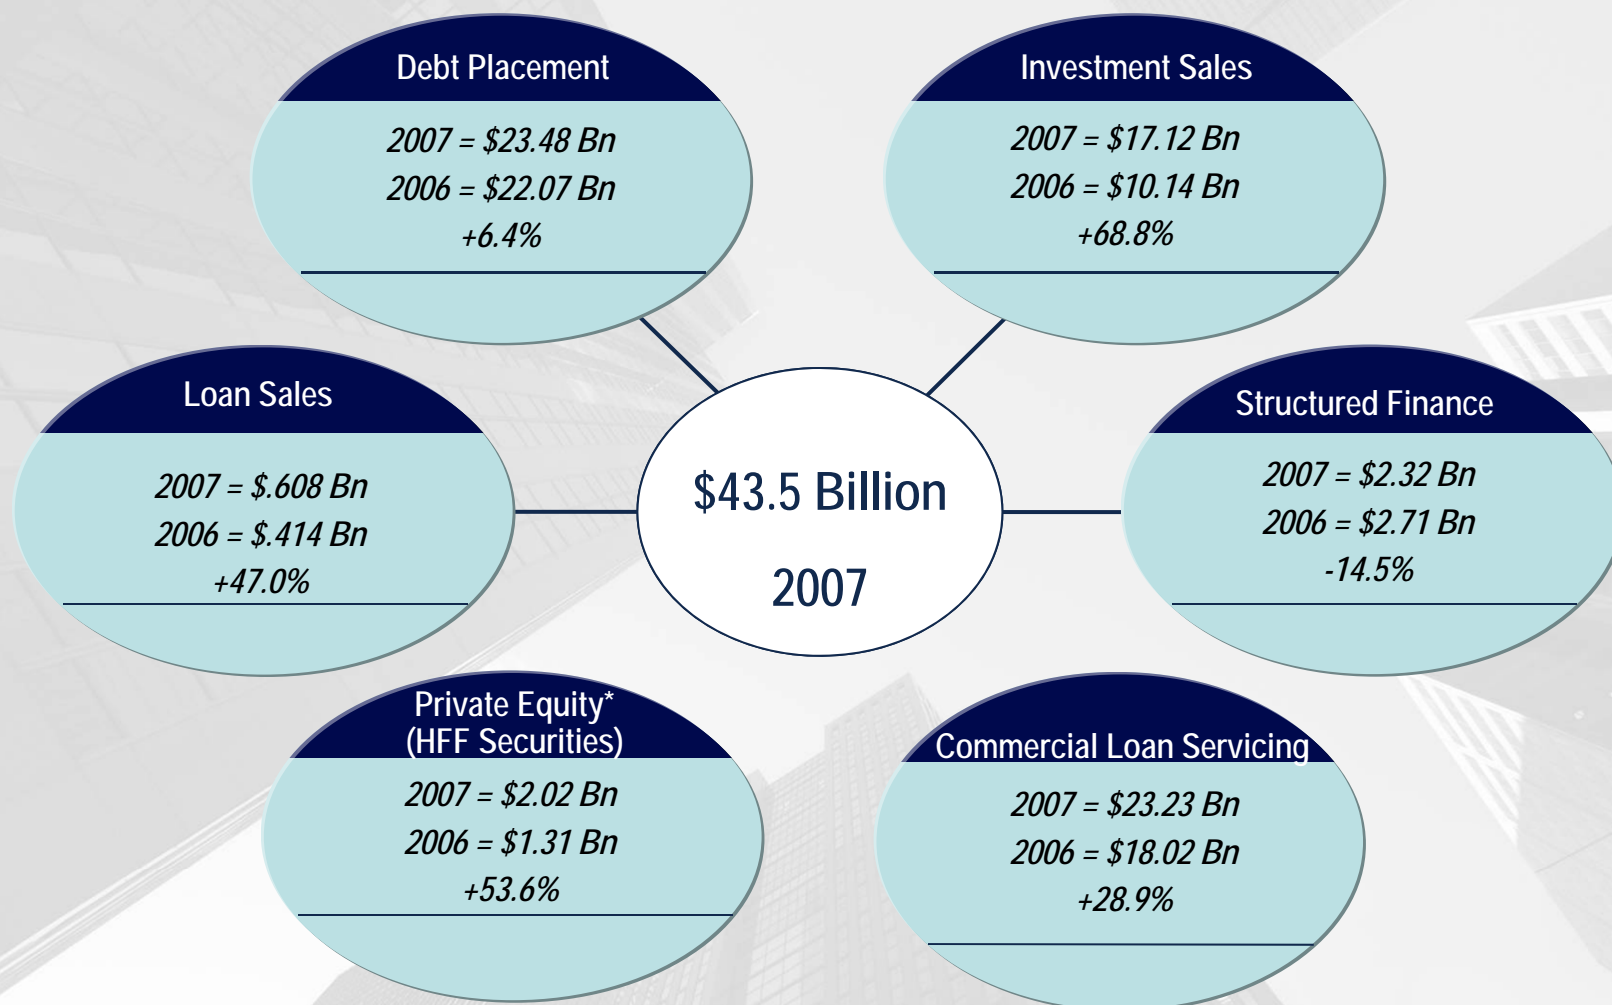 Debt Placement
2007 = $23.48 Bn
2006 = $22.07 Bn
+6.4%
Investment Sales
2007 = $17.12 Bn
2006 = $10.14 Bn
+68.8%
Loan Sales
2007 = $.608 Bn
2006 = $.414 Bn
+47.0%
$43.5 Billion
2007
Structured Finance
2007 = $2.32 Bn
2006 = $2.71 Bn
-14.5%
Private Equity*
(HFF Securities)
2007 = $2.02 Bn
2006 = $1.31 Bn
+53.6%
Commercial Loan Servicing
2007 = $23.23 Bn
2006 = $18.02 Bn
+28.9%